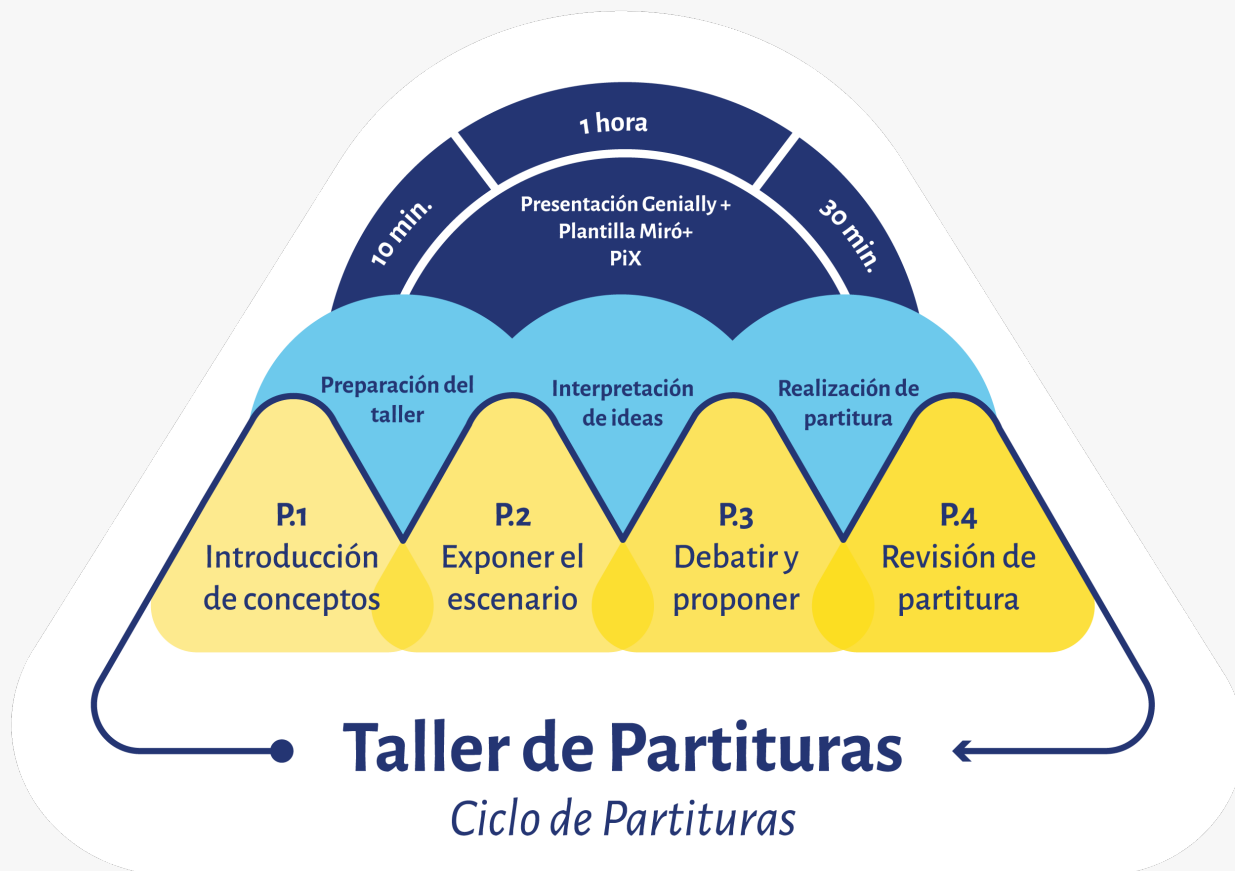 1 hora
10 min.
30 min.
Presentación Genially +
Plantilla Miró+
PiX
Preparación del
taller
Interpretación
de ideas
Realización de
partitura
P.1
Introducción
de conceptos
P.2
Exponer el
escenario
P.3
Debatir y
proponer
P.4
Revisión de
partitura
Taller de Partituras
Ciclo de Partituras